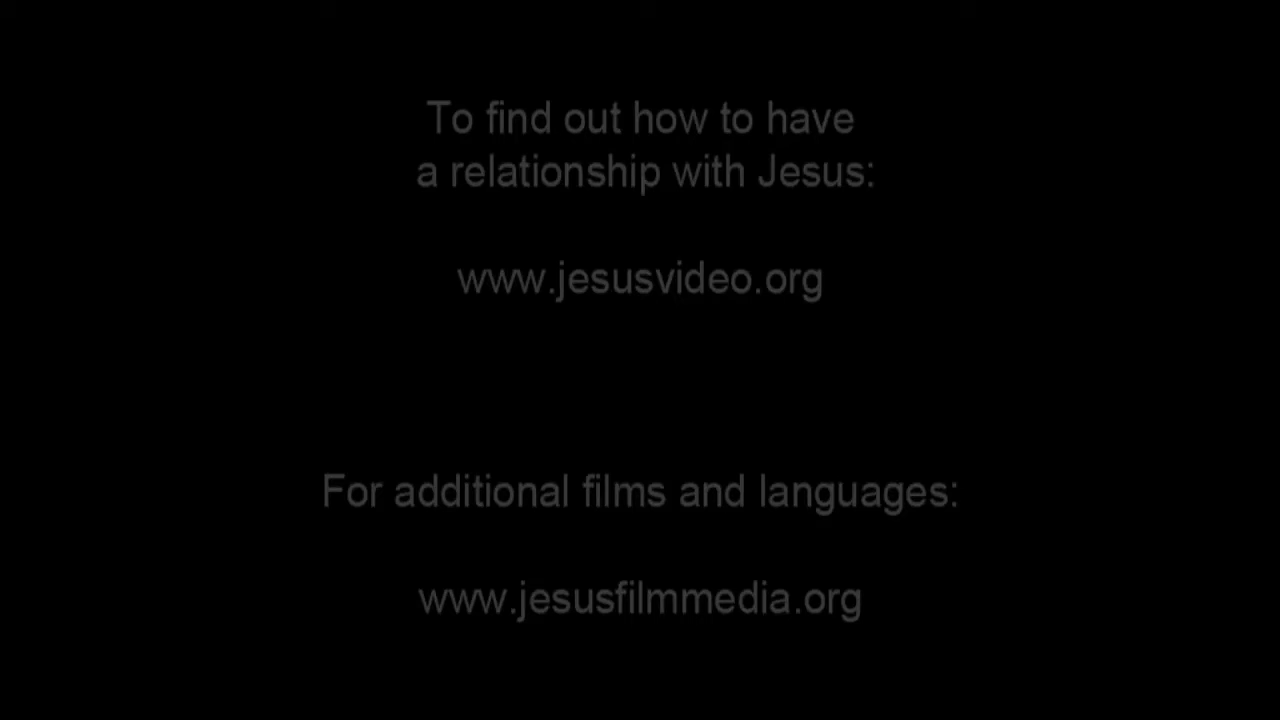 To find out how to have
a relationship with Jesus:
www.jesusvideo.org
For additional films and languages:
www.jesusfilmmedia.org